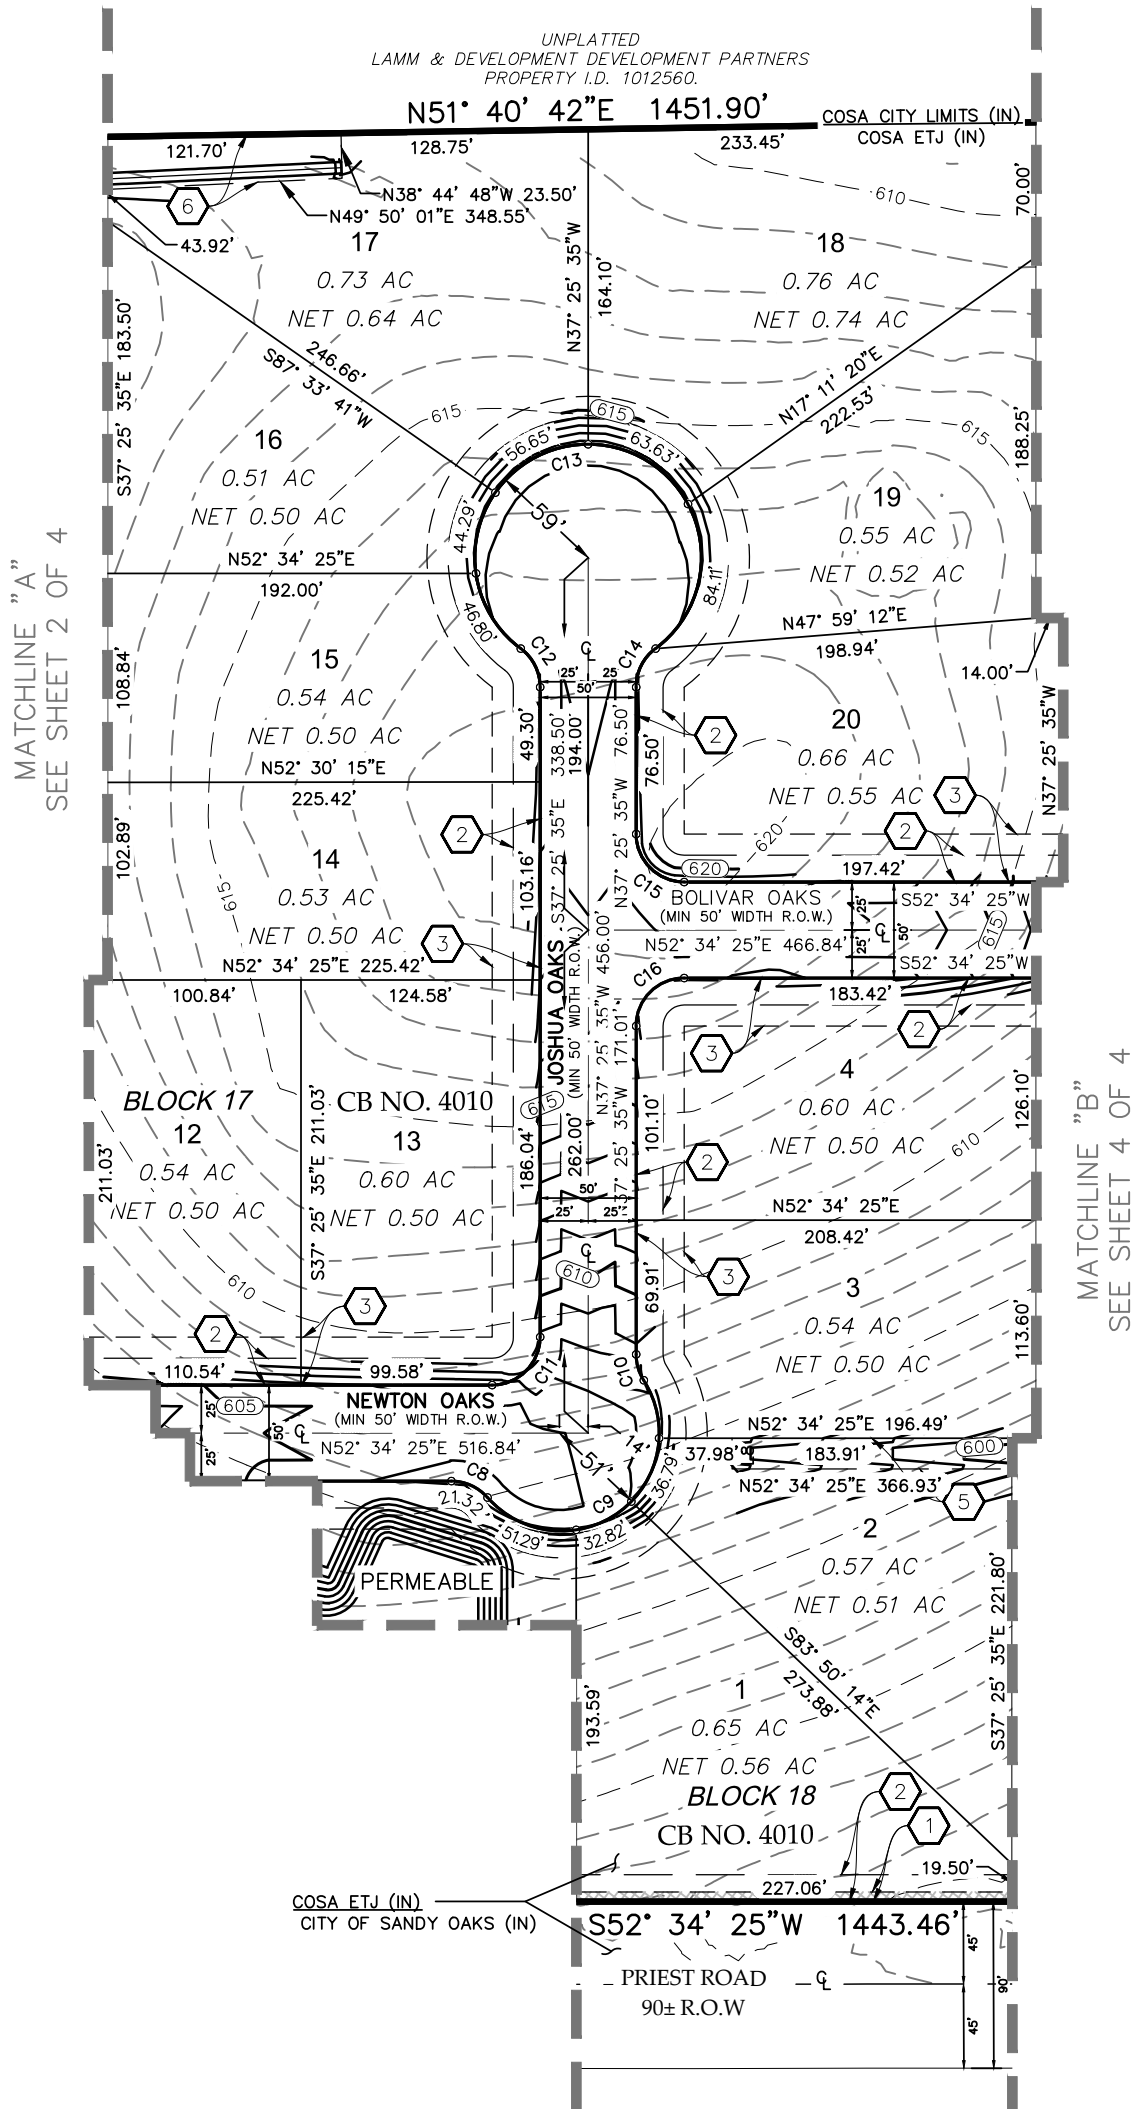 UNPLATTED
LAMM & DEVELOPMENT DEVELOPMENT PARTNERS
PROPERTY I.D. 1012560.
N51° 40' 42"E 1451.90'
COSA CITY LIMITS (IN)
COSA ETJ (IN)
121.70'
128.75'
233.45'
N38° 44' 48"W 23.50'
N49° 50' 01"E 348.55'
6
43.92'
610
70.00'
17
0.73 AC
NET 0.64 AC
N37° 25' 35"W
164.10'
18
0.76 AC
NET 0.74 AC
S37° 25' 35"E 183.50'
246.66'
S87° 33' 41"W
N17° 11' 20"E
222.53'
615
615
615
188.25'
16
0.51 AC
NET 0.50 AC
56.65'
C13
63.63'
59'
44.29'
19
0.55 AC
NET 0.52 AC
MATCHLINE "A"
SEE SHEET 2 OF 4
N52° 34' 25"E
192.00'
46.80'
84.11'
C12
C14
℄
N47° 59' 12"E
198.94'
14.00'
15
0.54 AC
NET 0.50 AC
108.84'
25'
25'
50'
N37° 25' 35"W
20
0.66 AC
NET 0.55 AC
2
3
2
49.30'
338.50'
194.00'
76.50'
76.50'
N52° 30' 15"E
225.42'
2
620
620
197.42'
102.89'
14
0.53 AC
NET 0.50 AC
615
103.16'
S37° 25' 35"E
N37° 25' 35"W
C15
BOLIVAR OAKS
(MIN 50' WIDTH R.O.W.)
S52° 34' 25"W
25'
℄
50'
25'
615
N52° 34' 25"E 466.84'
S52° 34' 25"W
3
N52° 34' 25"E 225.42'
100.84'
124.58'
JOSHUA OAKS
(MIN 50' WIDTH R.O.W.)
N37° 25' 35"W 456.00'
C16
183.42'
171.01'
2
3
BLOCK 17
CB NO. 4010
12
0.54 AC
NET 0.50 AC
211.03'
S37° 25' 35"E 211.03'
13
0.60 AC
NET 0.50 AC
615
186.04'
262.00'
N37° 25' 35"W
101.10'
4
0.60 AC
NET 0.50 AC
610
126.10'
2
MATCHLINE "B"
SEE SHEET 4 OF 4
50'
25'
25'
N52° 34' 25"E
208.42'
℄
610
610
3
3
69.91'
3
0.54 AC
NET 0.50 AC
113.60'
2
110.54'
99.58'
C11
C10
605
25'
50'
25'
℄
NEWTON OAKS
(MIN 50' WIDTH R.O.W.)
N52° 34' 25"E 516.84'
14'
51'
N52° 34' 25"E 196.49'
37.98'
183.91'
600
N52° 34' 25"E 366.93'
5
C8
C9
21.32'
51.29'
32.82'
36.79'
PERMEABLE
2
0.57 AC
NET 0.51 AC
S37° 25' 35"E 221.80'
S83° 50' 14"E
273.88'
193.59'
1
0.65 AC
NET 0.56 AC
BLOCK 18
CB NO. 4010
2
1
19.50'
227.06'
COSA ETJ (IN)
CITY OF SANDY OAKS (IN)
S52° 34' 25"W 1443.46'
PRIEST ROAD
90± R.O.W
℄
45'
90'
45'